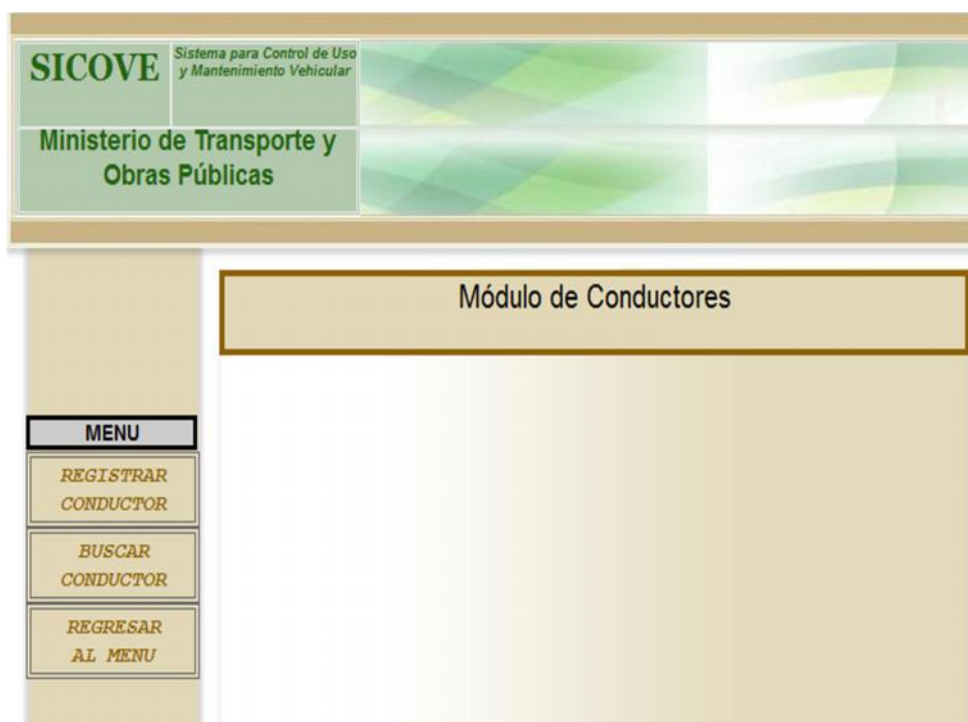 SICOVE
Sistema para Control de Uso
y Mantenimiento Vehicular
Ministerio de Transporte y
Obras Públicas
Módulo de Conductores
MENU
REGISTRAR
CONDUCTOR
BUSCAR
CONDUCTOR
REGRESAR
AL MENU